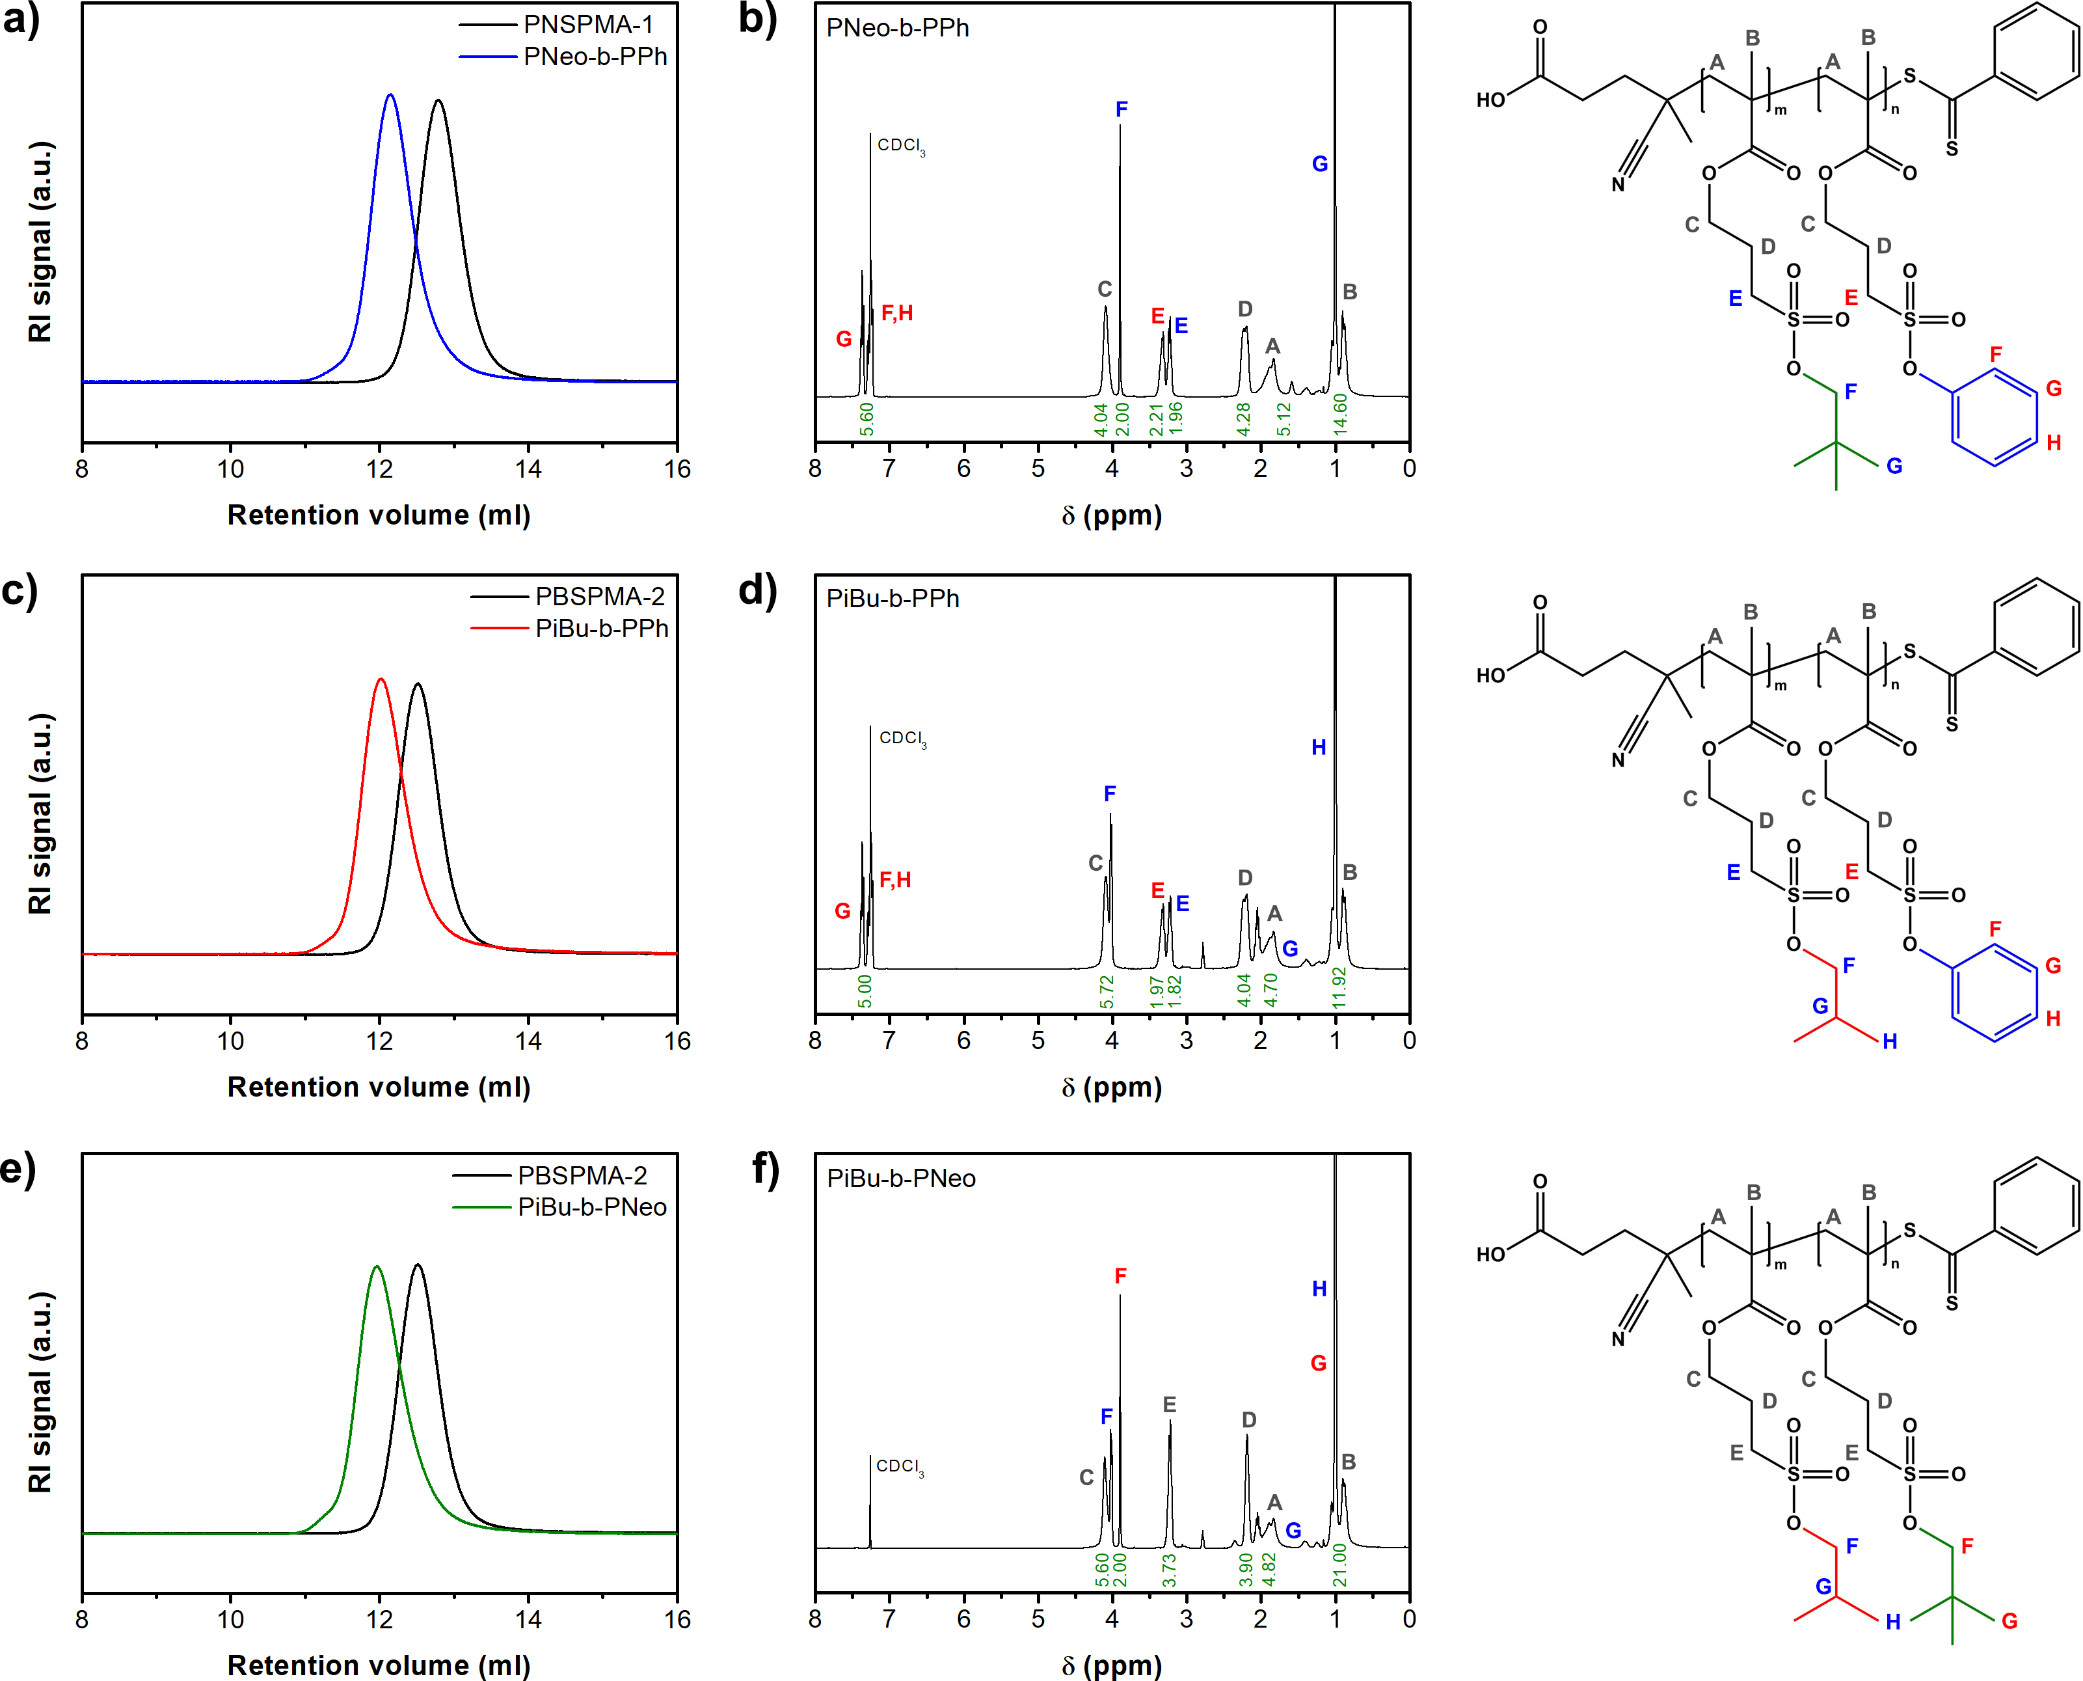 a)
PNSPMA-1
PNeo-b-PPh
RI signal (a.u.)
8 10 12 14 16
Retention volume (ml)
b)
PNeo-b-PPh
G
F,H
CDCl3
C
F
E
E
D
A
G
B
5.60
4.04
2.00
2.21
1.96
4.28
5.12
14.60
8 7 6 5 4 3 2 1 0
δ (ppm)
O
HO
N
A
B
m
A
B
n
S
S
O
O
O
O
C
D
C
D
E
O
S
O
O
E
O
S
O
O
F
G
F
G
H
c)
PBSPMA-2
PiBu-b-PPh
RI signal (a.u.)
8 10 12 14 16
Retention volume (ml)
d)
PiBu-b-PPh
G
F,H
CDCl3
C
F
E
E
D
A
G
H
B
5.00
5.72
1.97
1.82
4.04
4.70
11.92
8 7 6 5 4 3 2 1 0
δ (ppm)
O
HO
N
A
B
m
A
B
n
S
S
O
O
O
O
C
D
C
D
E
O
S
O
O
E
O
S
O
O
F
G
H
F
G
H
e)
PBSPMA-2
PiBu-b-PNeo
RI signal (a.u.)
8 10 12 14 16
Retention volume (ml)
f)
PiBu-b-PNeo
CDCl3
C
F
F
E
D
A
G
H
G
B
5.60
2.00
3.73
3.90
4.82
21.00
8 7 6 5 4 3 2 1 0
δ (ppm)
O
HO
N
A
B
m
A
B
n
S
S
O
O
O
O
C
D
C
D
E
O
S
O
O
E
O
S
O
O
F
G
H
F
G